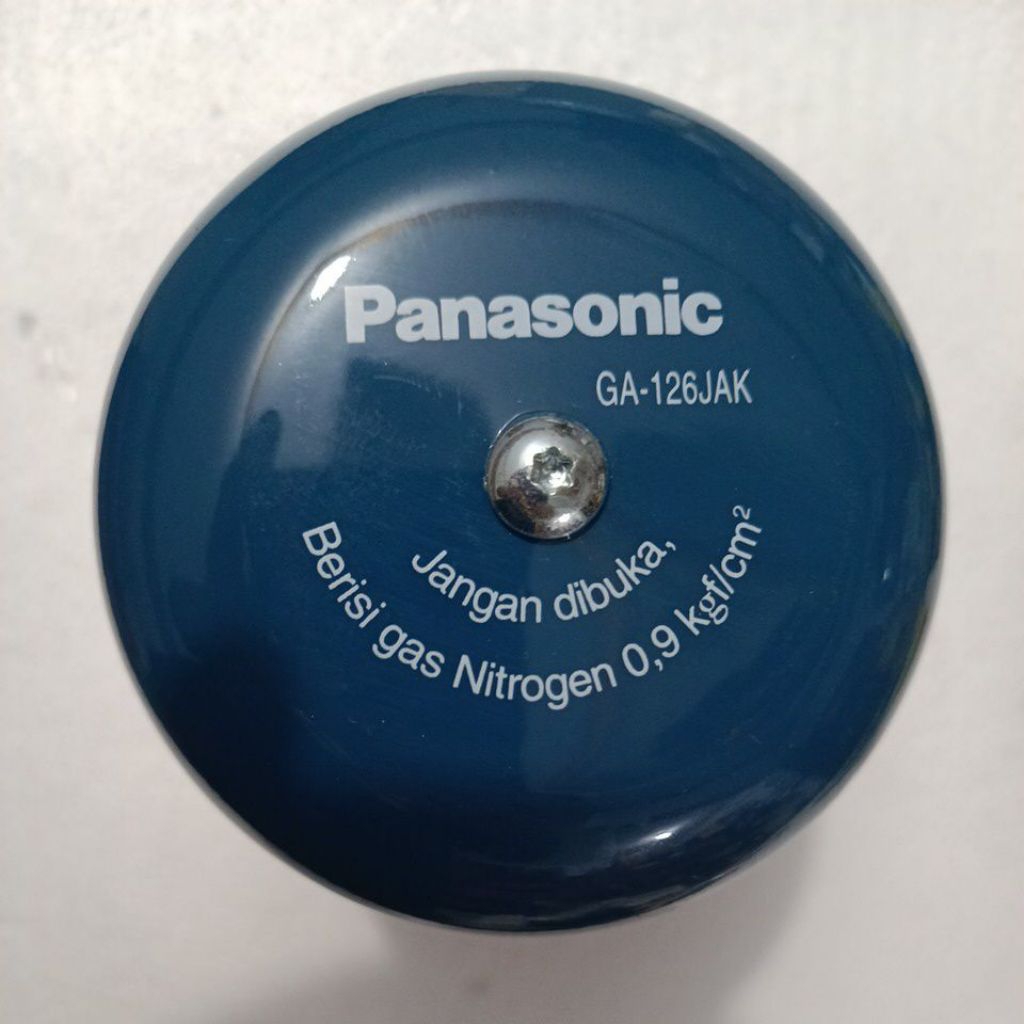 Panasonic
GA-126JAK
Jangan dibuka,
Berisi gas Nitrogen 0,9 kgf/cm²